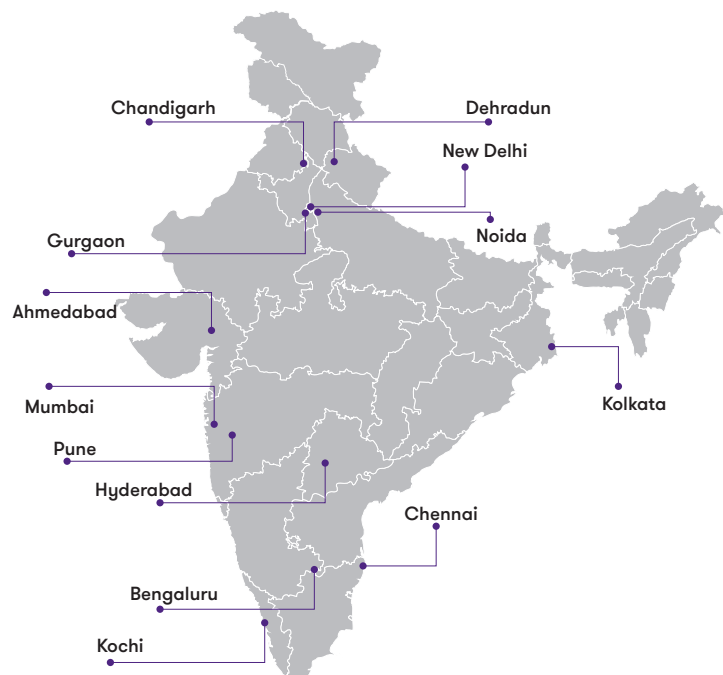 Chandigarh
Dehradun
New Delhi
Noida
Gurgaon
Ahmedabad
Mumbai
Kolkata
Pune
Hyderabad
Chennai
Bengaluru
Kochi